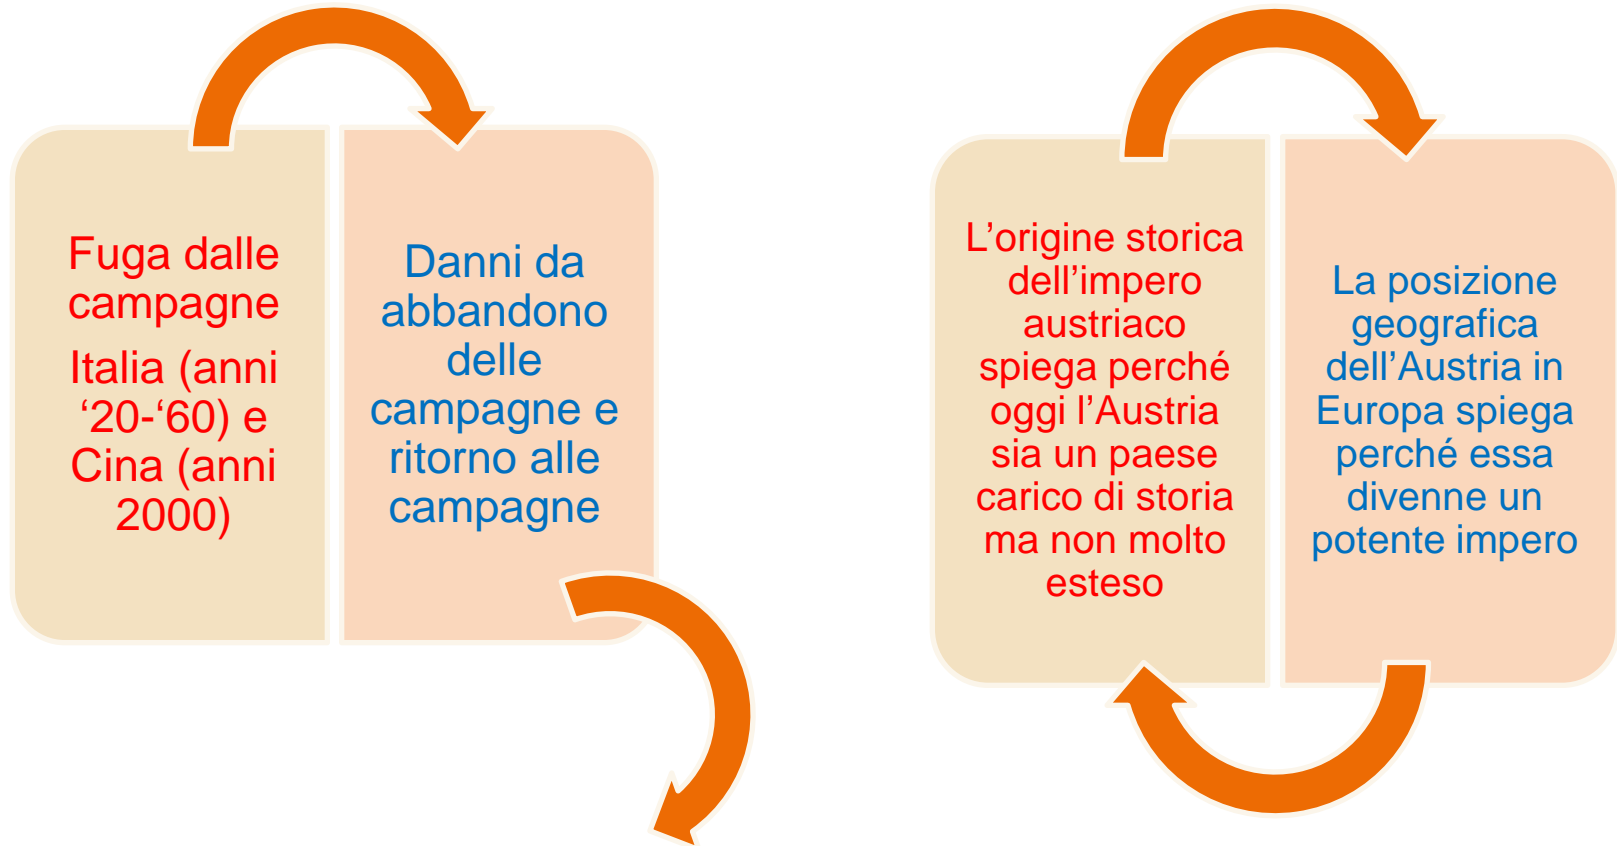 Fuga dalle
campagne
Italia (anni
‘20-‘60) e
Cina (anni
2000)
Danni da
abbandono
delle
campagne e
ritorno alle
campagne
L’origine storica
dell’impero
austriaco
spiega perché
oggi l’Austria
sia un paese
carico di storia
ma non molto
esteso
La posizione
geografica
dell’Austria in
Europa spiega
perché essa
divenne un
potente impero